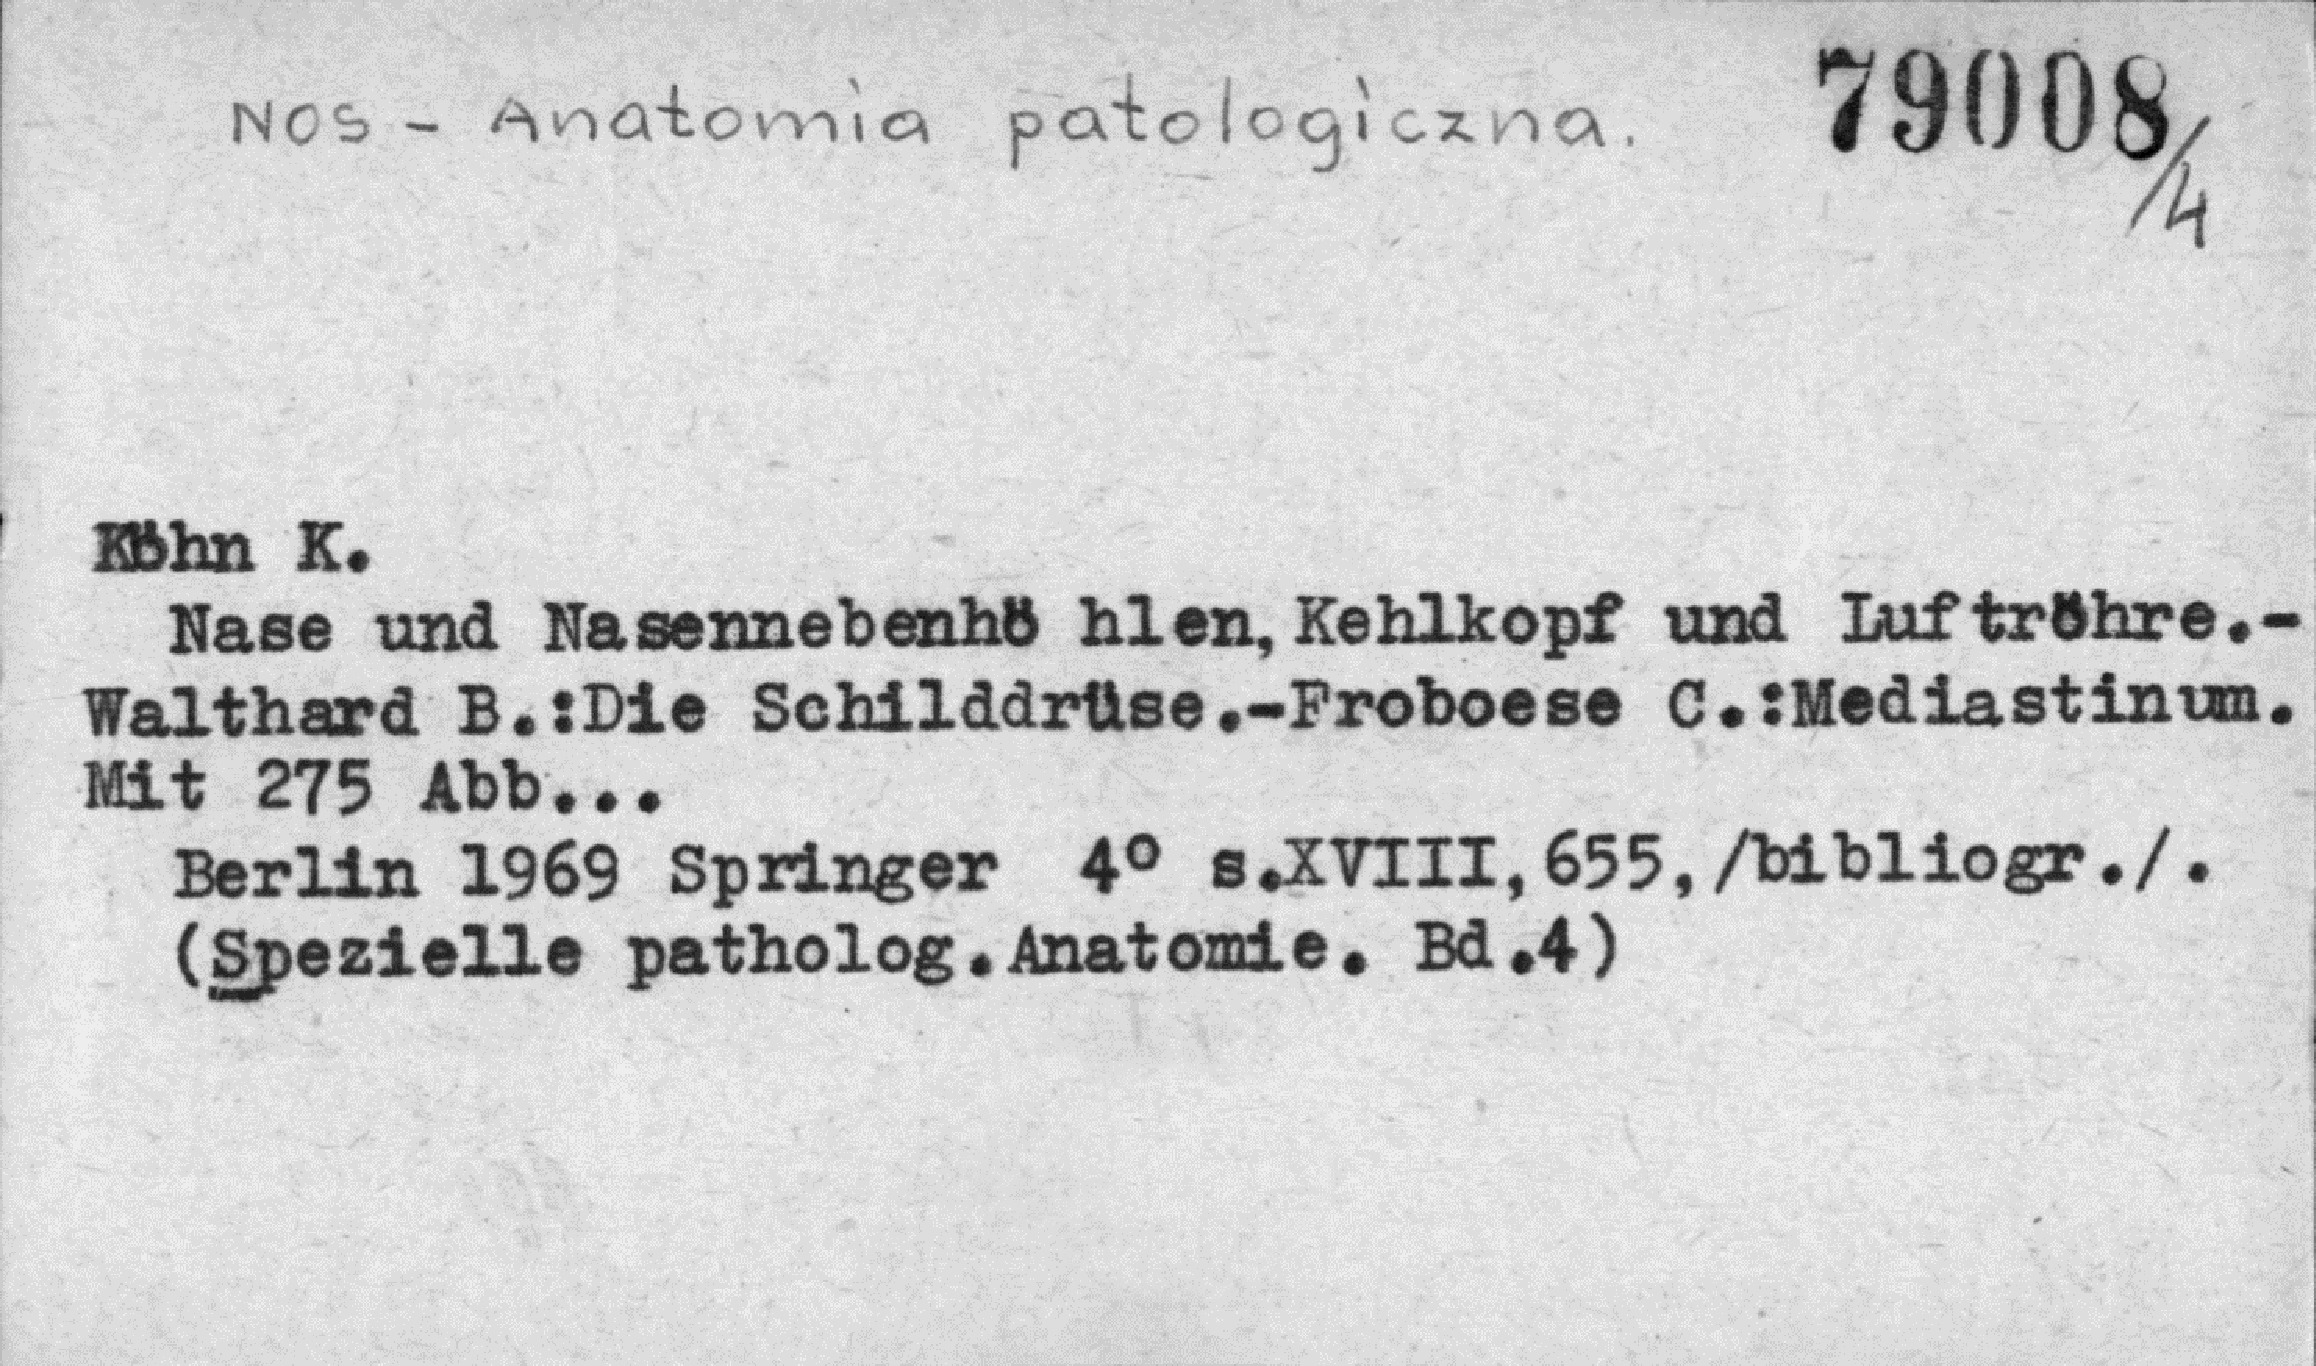 NOS - Anatomia patologiczna.
79008/4
Köhn K.
Nase und Nasennebenhö hlen, Kehlkopf und Luftröhre.-
Walthard B.:Die Schilddrüse.-Froboese C.:Mediastinum.
Mit 275 Abb...
Berlin 1969 Springer 4° s.XVIII,655,/bibliogr./.
(Spezielle patholog.Anatomie. Bd.4)